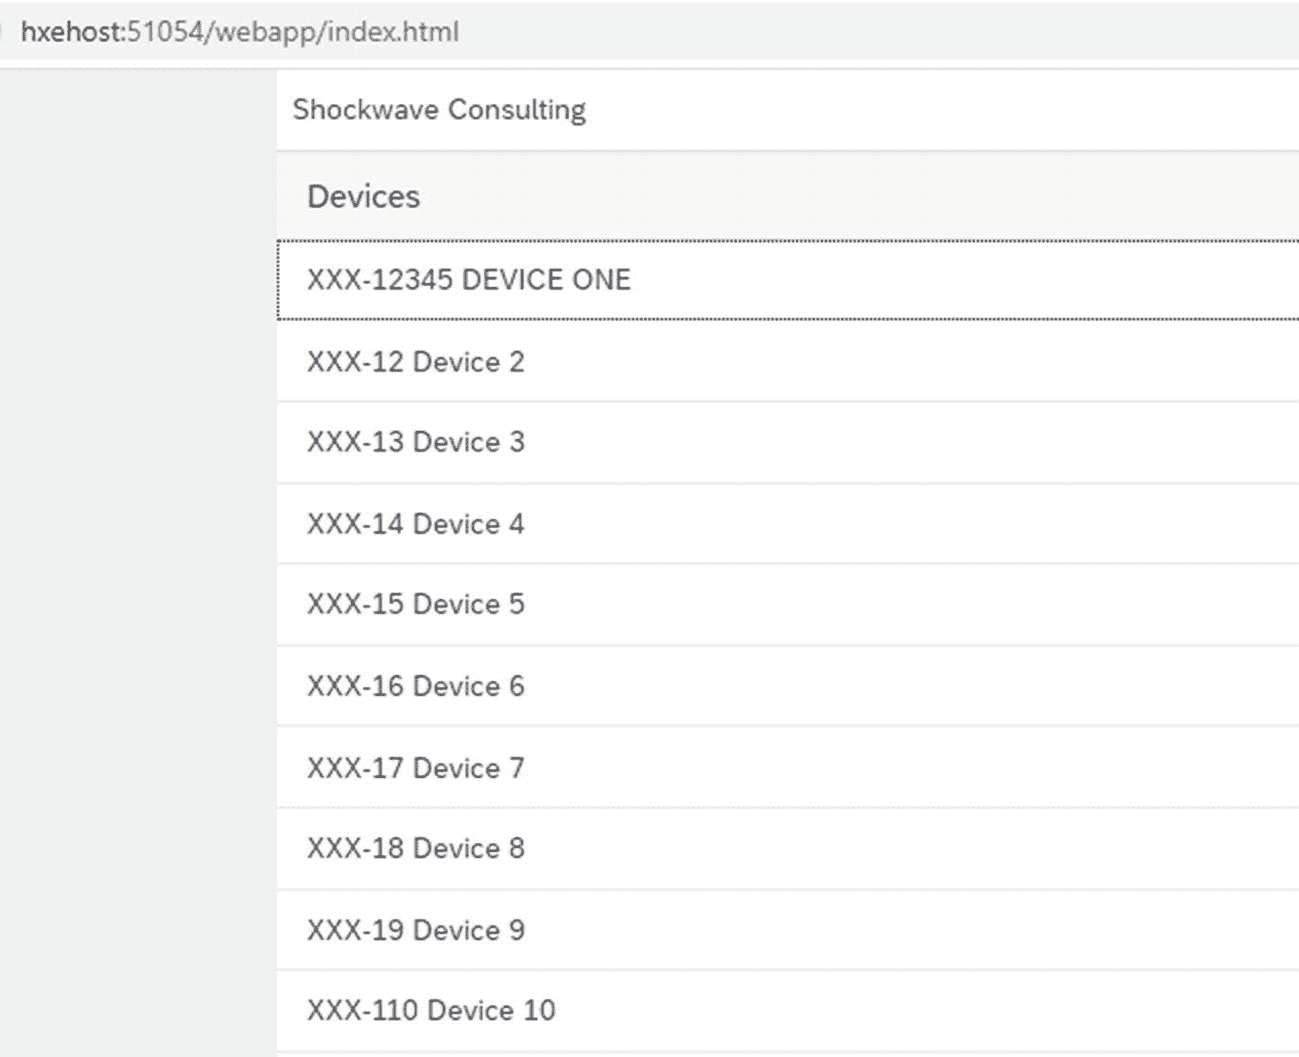 hxehost:51054/webapp/index.html
Shockwave Consulting
Devices
XXX-12345 DEVICE ONE
XXX-12 Device 2
XXX-13 Device 3
XXX-14 Device 4
XXX-15 Device 5
XXX-16 Device 6
XXX-17 Device 7
XXX-18 Device 8
XXX-19 Device 9
XXX-110 Device 10